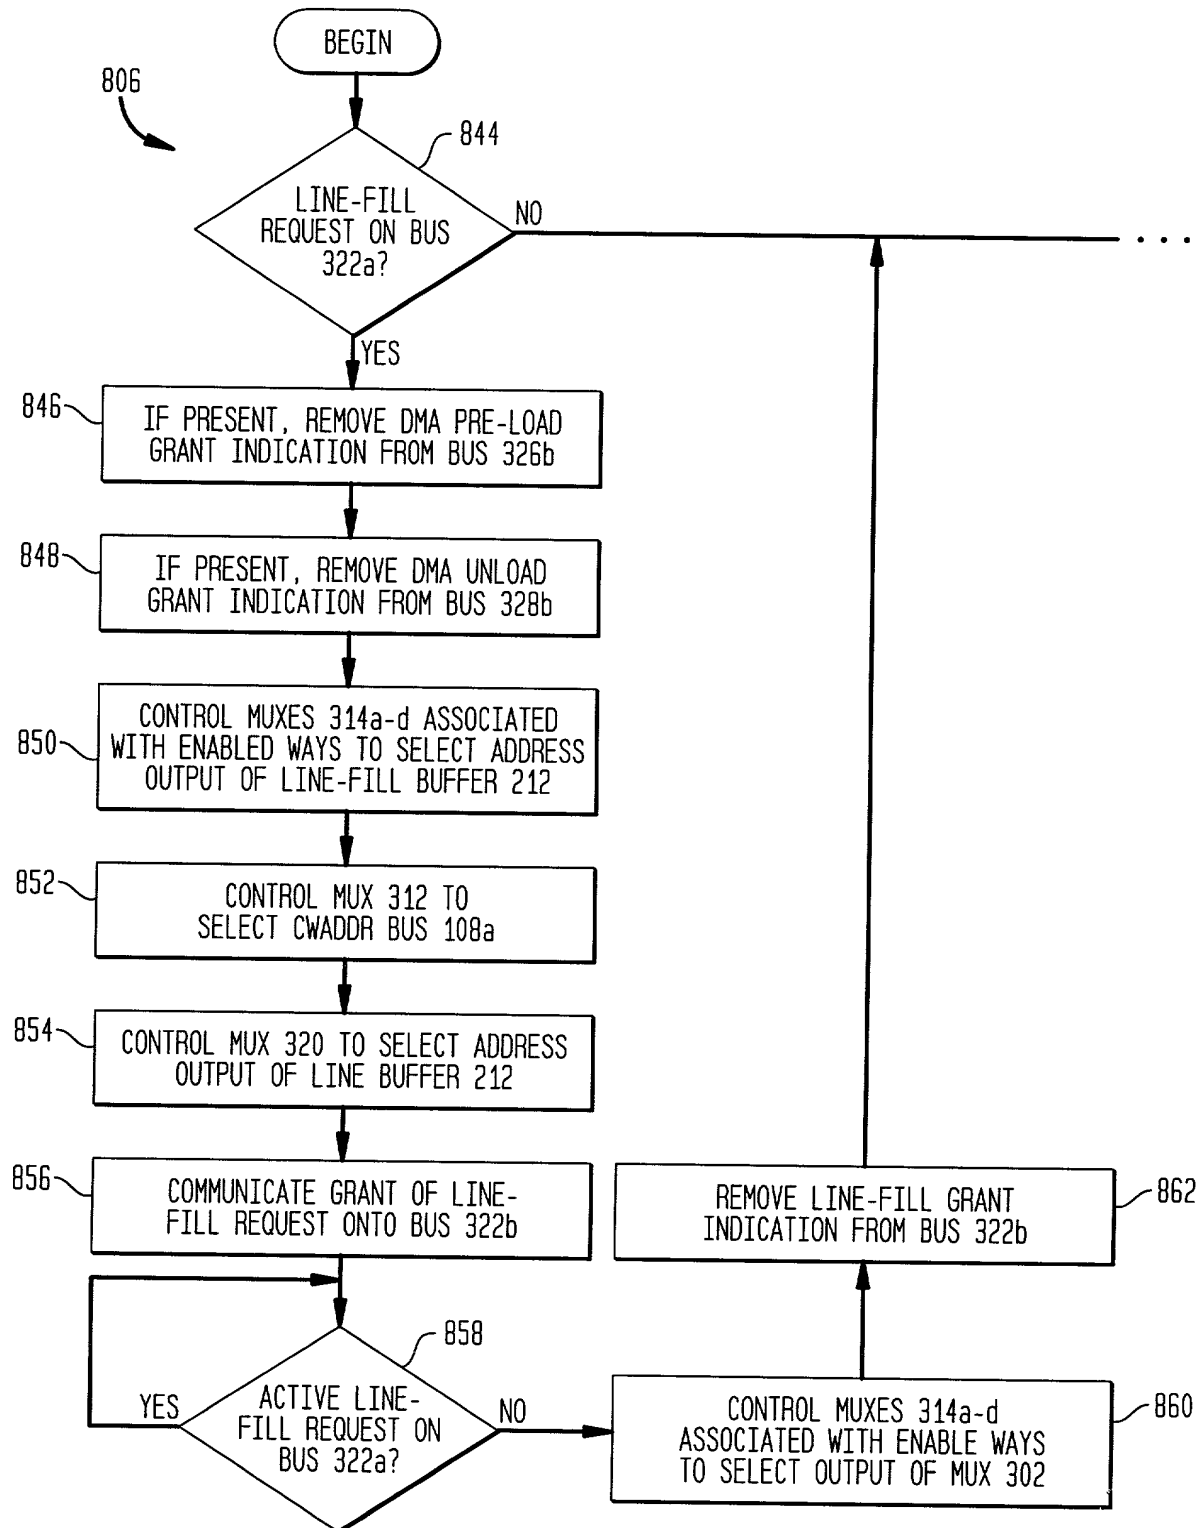 BEGIN
806
844
LINE-FILL
REQUEST ON BUS
322a?
NO
. . .
YES
846
IF PRESENT, REMOVE DMA PRE-LOAD
GRANT INDICATION FROM BUS 326b
848
IF PRESENT, REMOVE DMA UNLOAD
GRANT INDICATION FROM BUS 328b
850
CONTROL MUXES 314a-d ASSOCIATED
WITH ENABLED WAYS TO SELECT ADDRESS
OUTPUT OF LINE-FILL BUFFER 212
852
CONTROL MUX 312 TO
SELECT CWADDR BUS 108a
854
CONTROL MUX 320 TO SELECT ADDRESS
OUTPUT OF LINE BUFFER 212
856
COMMUNICATE GRANT OF LINE-
FILL REQUEST ONTO BUS 322b
REMOVE LINE-FILL GRANT
INDICATION FROM BUS 322b
862
858
ACTIVE LINE-
FILL REQUEST ON
BUS 322a?
YES
NO
CONTROL MUXES 314a-d
ASSOCIATED WITH ENABLE WAYS
TO SELECT OUTPUT OF MUX 302
860